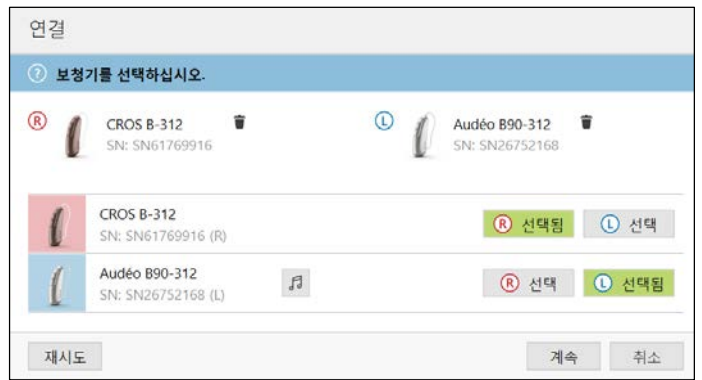 연결
? 보청기를 선택하십시오.
R CROS B-312 L Audéo B90-312
SN: SN61769916 SN: SN26752168
CROS B-312
SN: SN61769916 (R)
R 선택됨 L 선택
Audéo B90-312
SN: SN26752168 (L)
R 선택 L 선택됨
재시도 계속 취소